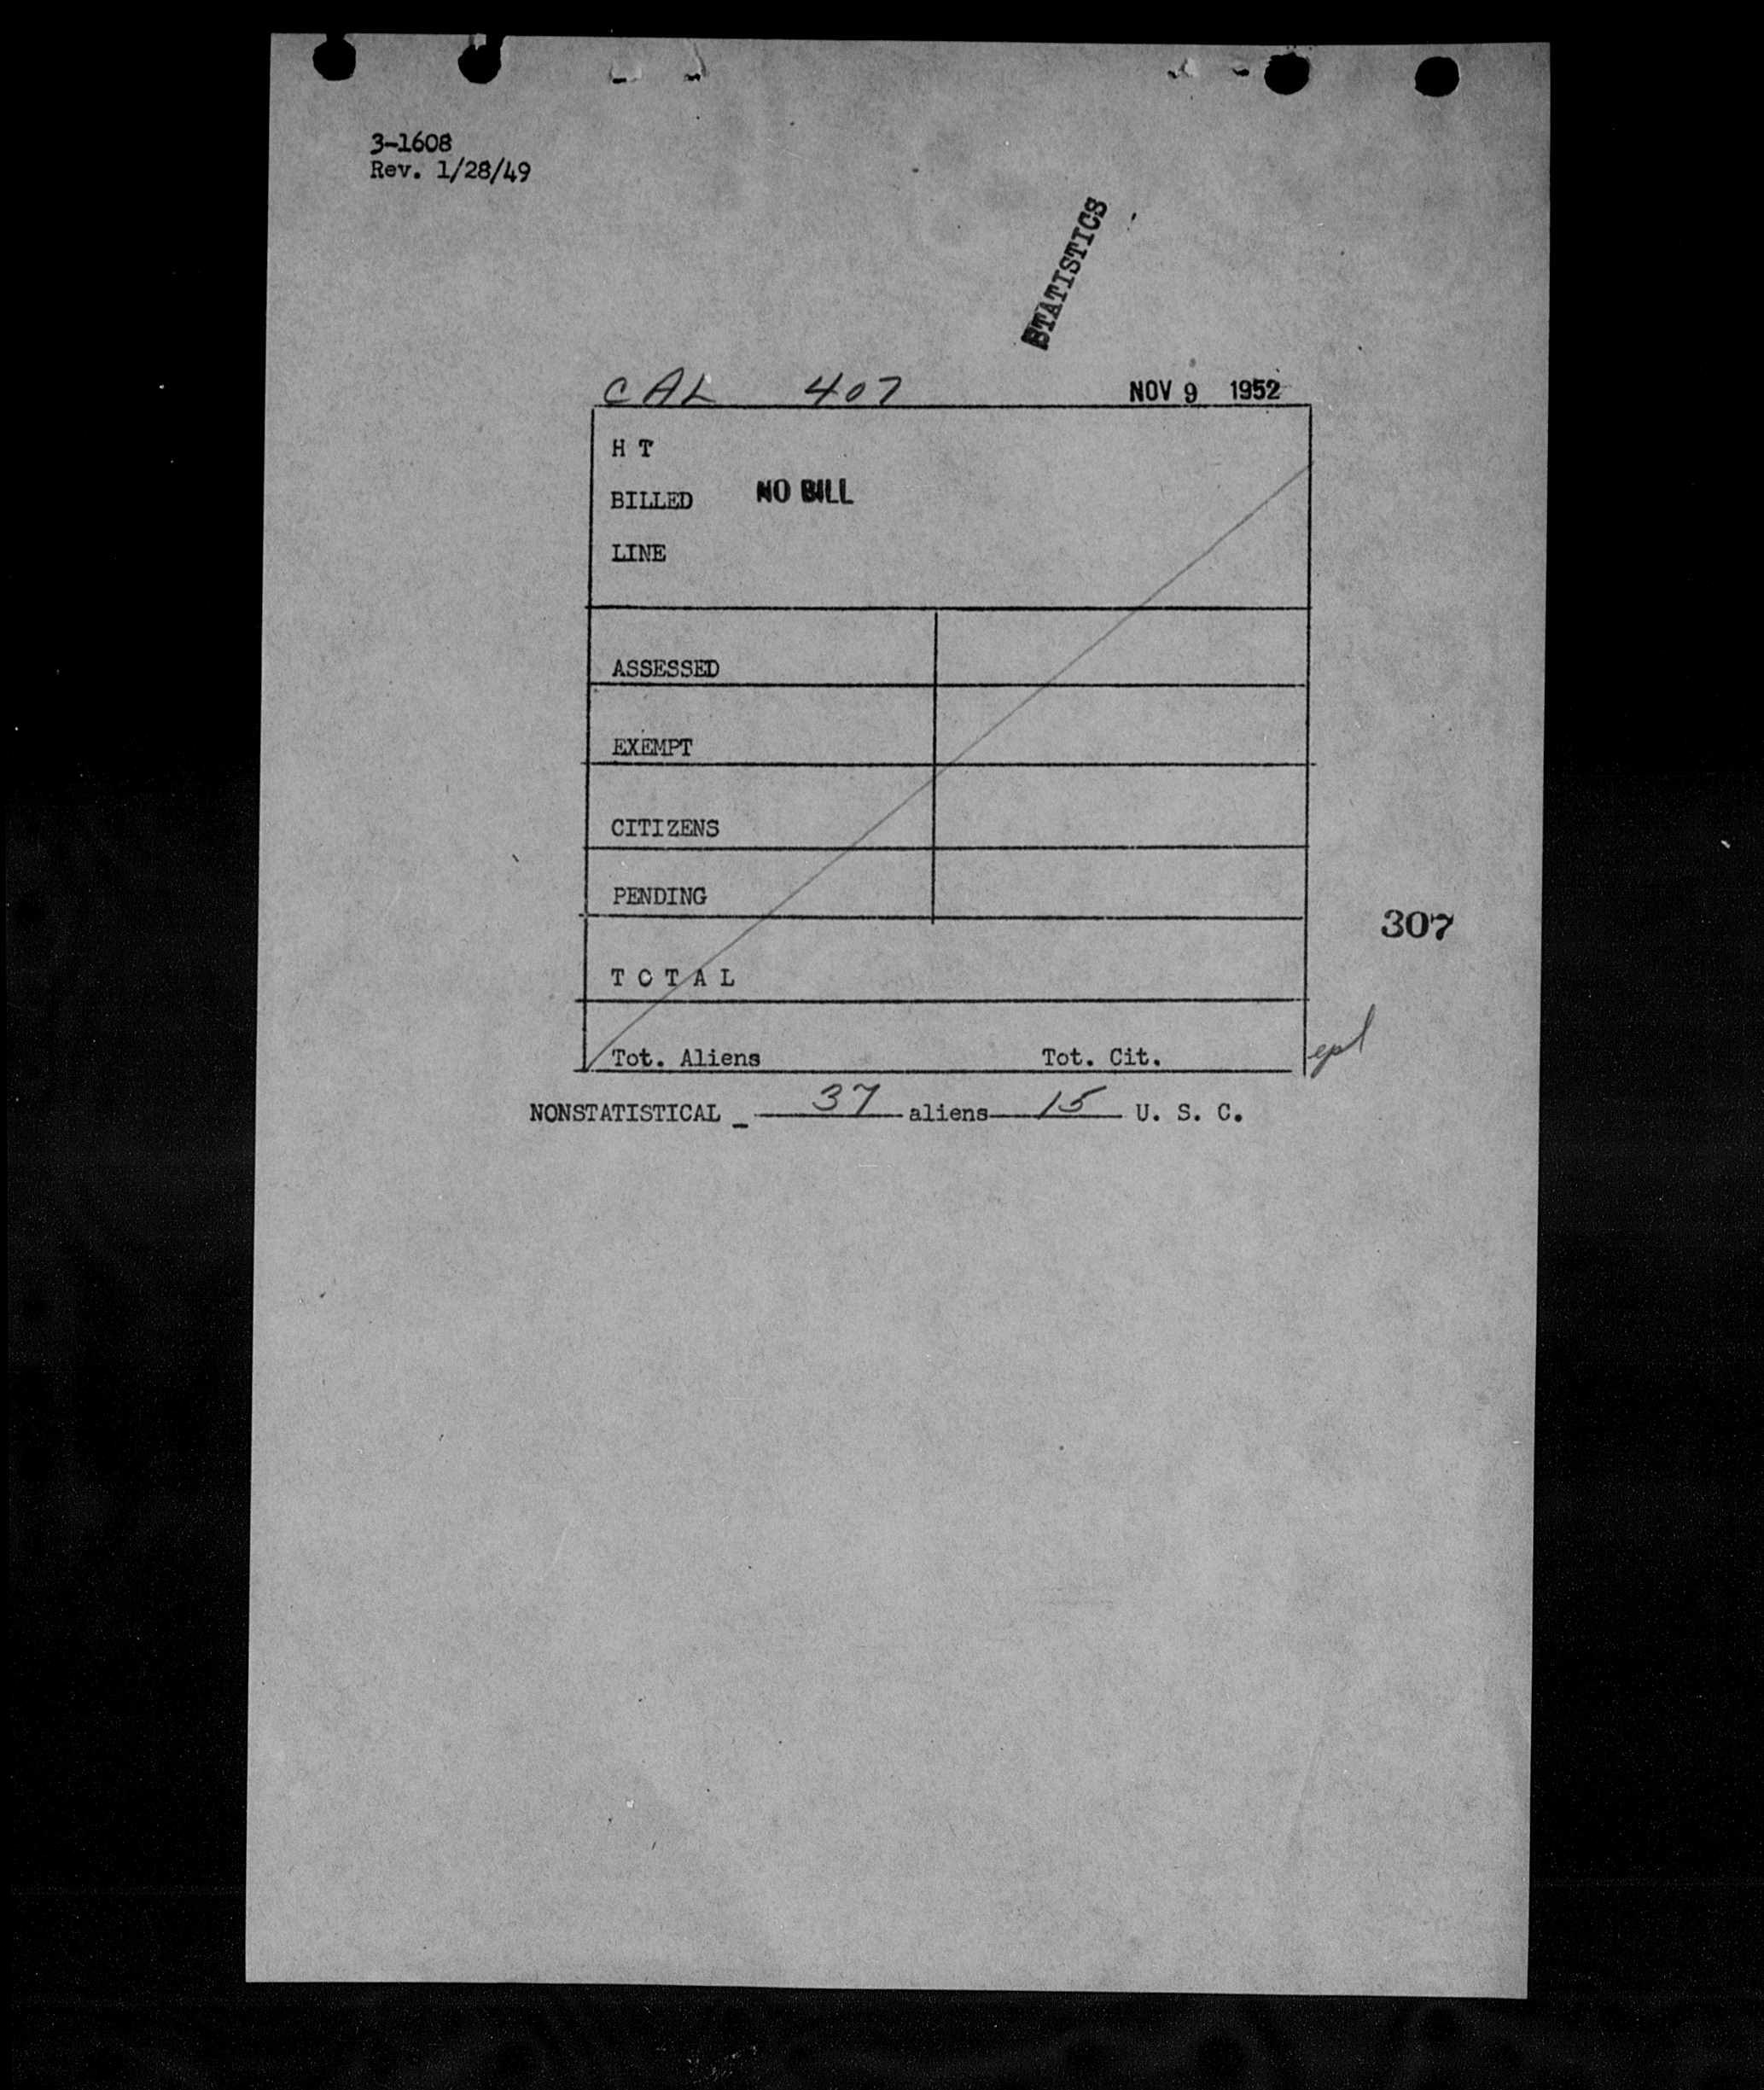 3-1608
Rev. 1/28/49
STATISTICS
CAL 407 NOV 9 1952
H T
BILLED NO BILL
LINE
ASSESSED
EXEMPT
CITIZENS
PENDING
307
T O T A L
Tot. Aliens Tot. Cit.
NONSTATISTICAL _ 37 aliens 15 U. S. C.